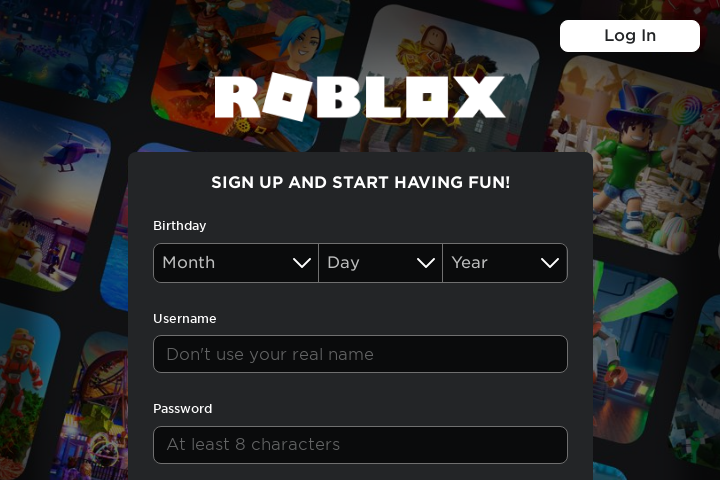 Log In
ROBLOX
SIGN UP AND START HAVING FUN!
Birthday
Month Day Year
Username
Don't use your real name
Password
At least 8 characters